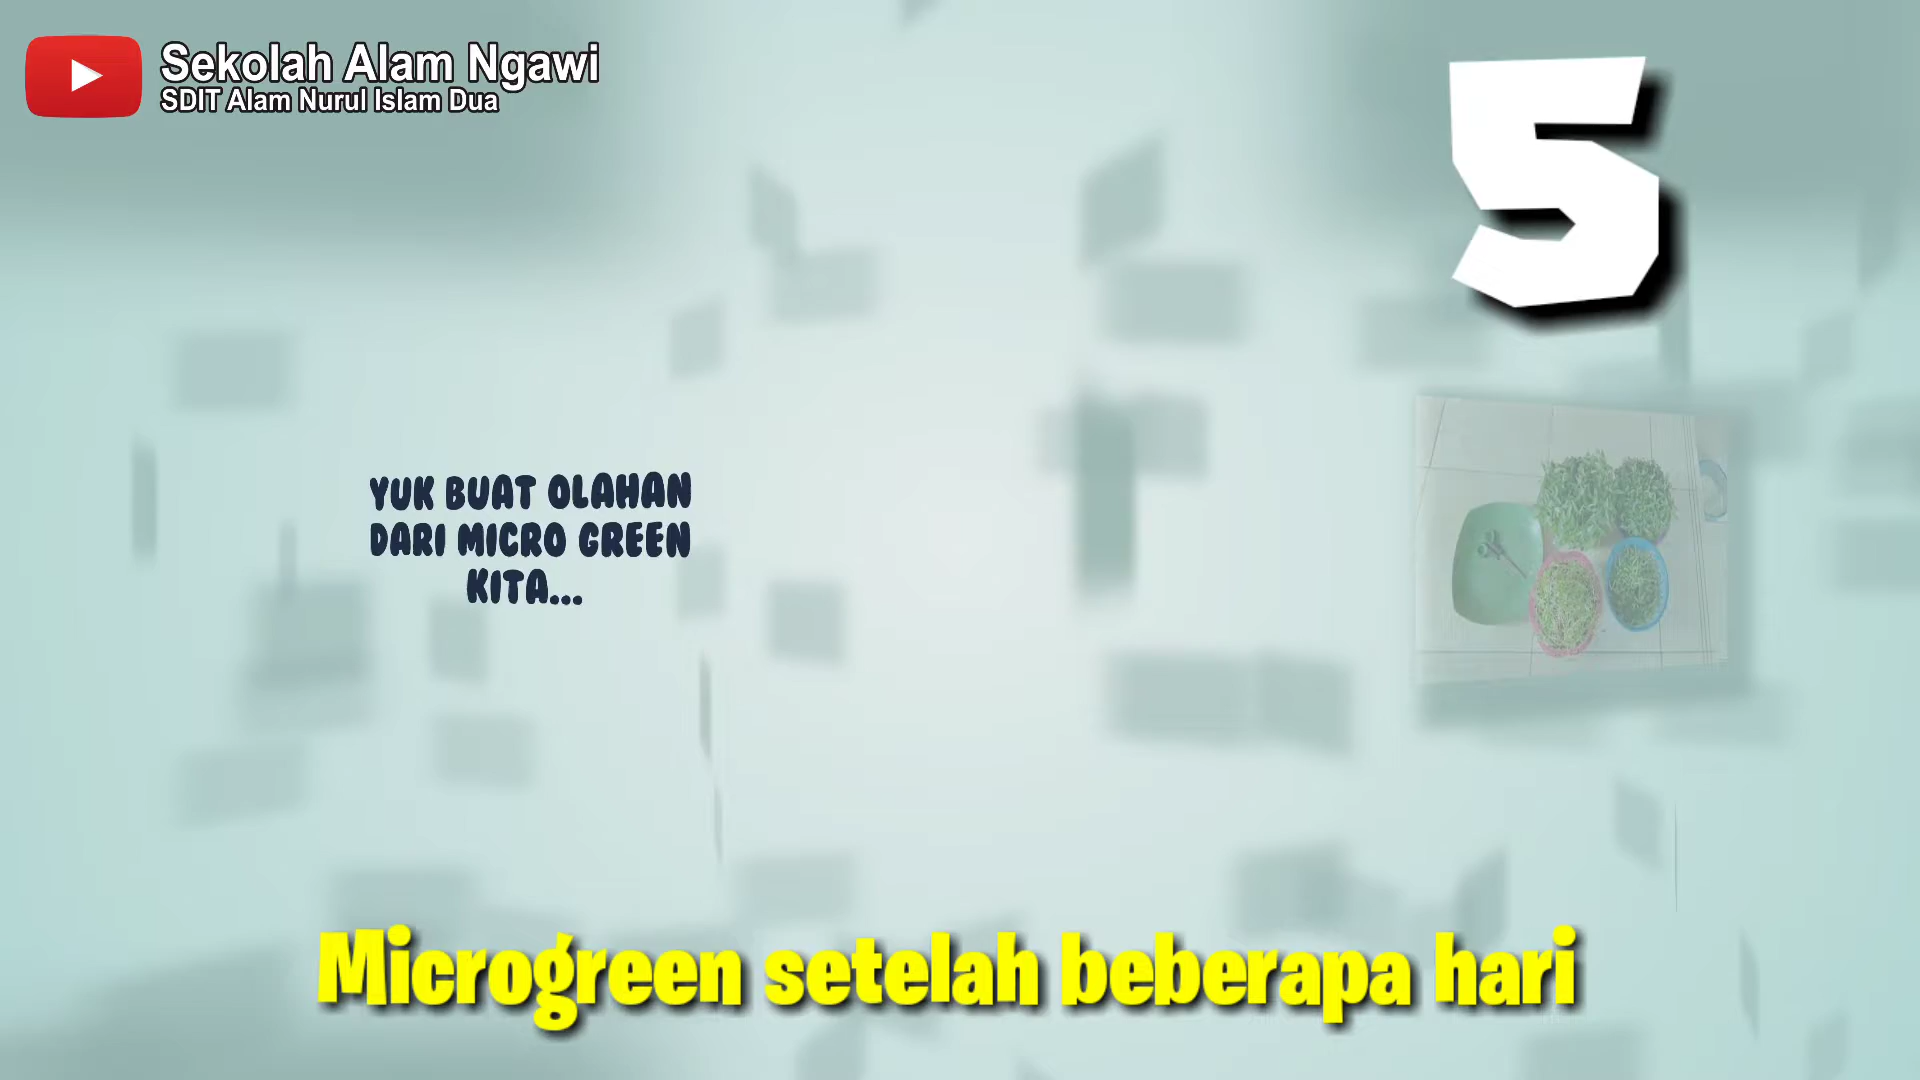 Sekolah Alam Ngawi
SDIT Alam Nurul Islam Dua
5
YUK BUAT OLAHAN
DARI MICRO GREEN
KITA...
Microgreen setelah beberapa hari